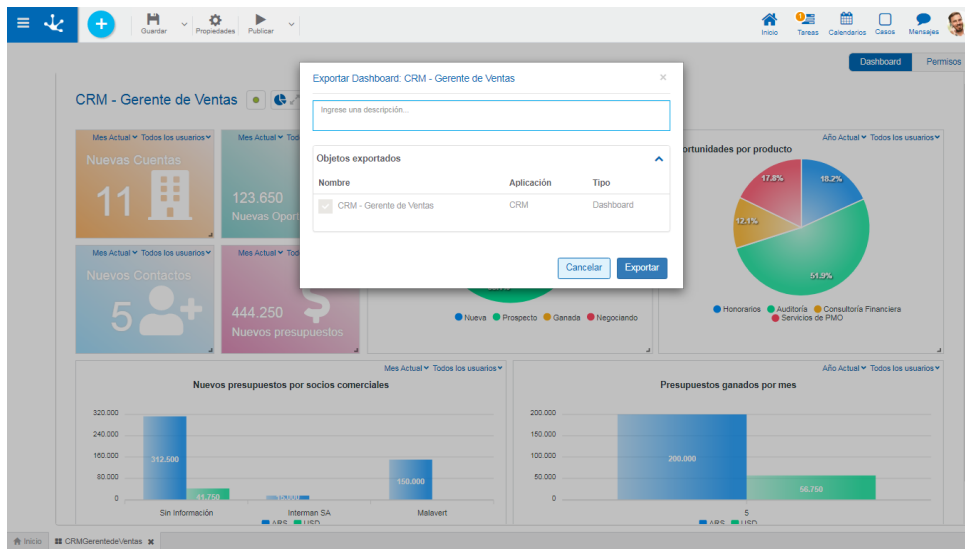 Guardar
Propiedades
Publicar
Inicio
1
Tareas
Calendarios
Casos
Mensajes
Dashboard
Permisos
CRM - Gerente de Ventas
Exportar Dashboard: CRM - Gerente de Ventas
×
Ingrese una descripción...
Objetos exportados
Nombre Aplicación Tipo
CRM - Gerente de Ventas CRM Dashboard
Cancelar
Exportar
Mes Actual Todos los usuarios
Nuevas Cuentas
11
Mes Actual
123.650
Nuevas Oport
Mes Actual Todos los usuarios
Nuevos Contactos
5
Mes Actual
444.250
Nuevos presupuestos
Nueva Prospecto Ganada Negociando
Año Actual Todos los usuarios
ortunidades por producto
17.8%
18.2%
12.1%
51.9%
Honorarios Auditoría Consultoría Financiera
Servicios de PMO
Mes Actual Todos los usuarios
Nuevos presupuestos por socios comerciales
320.000
240.000
160.000
80.000
0
312.500
41.750
150.000
Sin Información
Interman SA
Malavert
ARS USD
Año Actual Todos los usuarios
Presupuestos ganados por mes
200.000
150.000
100.000
50.000
0
200.000
56.750
5
ARS USD
Inicio
CRMGerentedeVentas